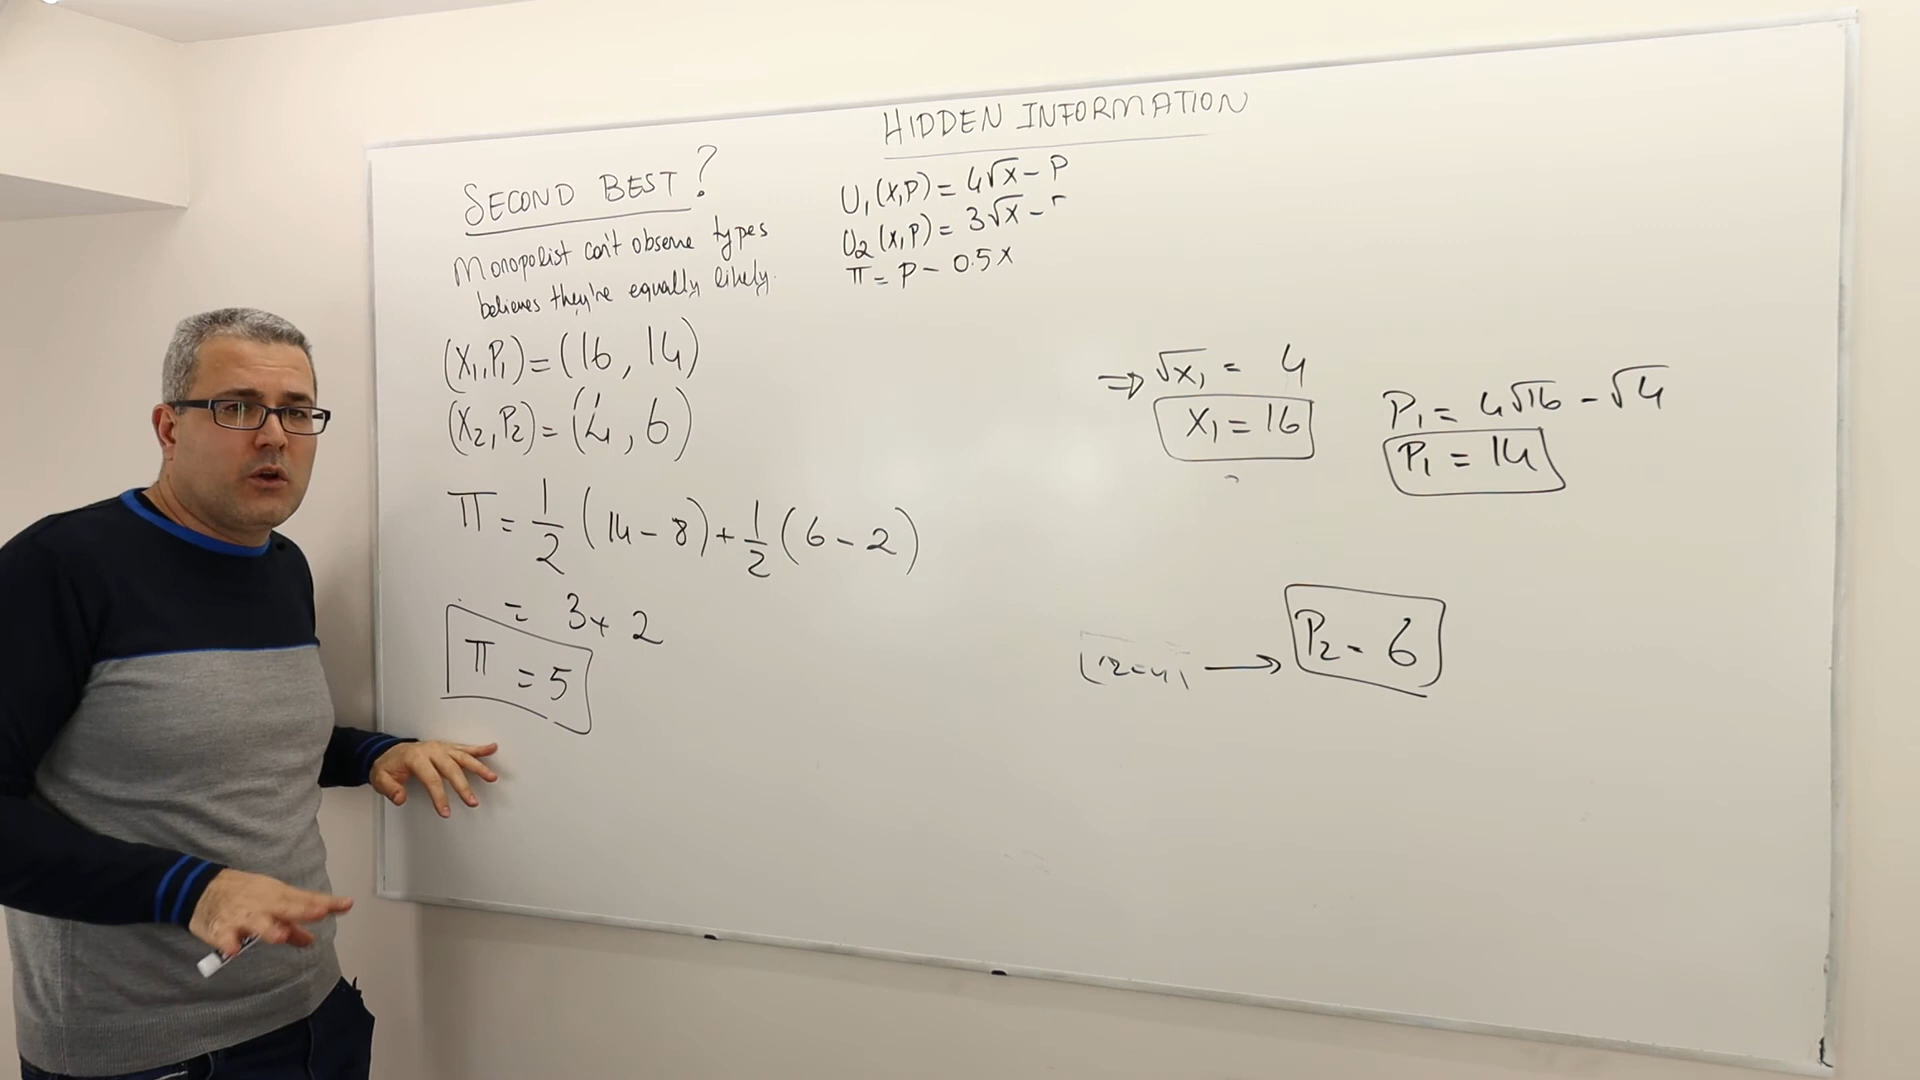 HIDDEN INFORMATION
SECOND BEST?
Monopolist can't observe types
believes they're equally likely.
U₁(x,p) = 4√x - P
U₂(x,p) = 3√x -
π = P - 0.5x
(x₁,P₁) = (16, 14)
(x₂,P₂) = (4, 6)
π = 1/2 (14 - 8) + 1/2 (6 - 2)
= 3 + 2
π = 5
⇒ √x₁ = 4
x₁ = 16
P₁ = 4√16 - √4
P₁ = 14
→ P₂ = 6